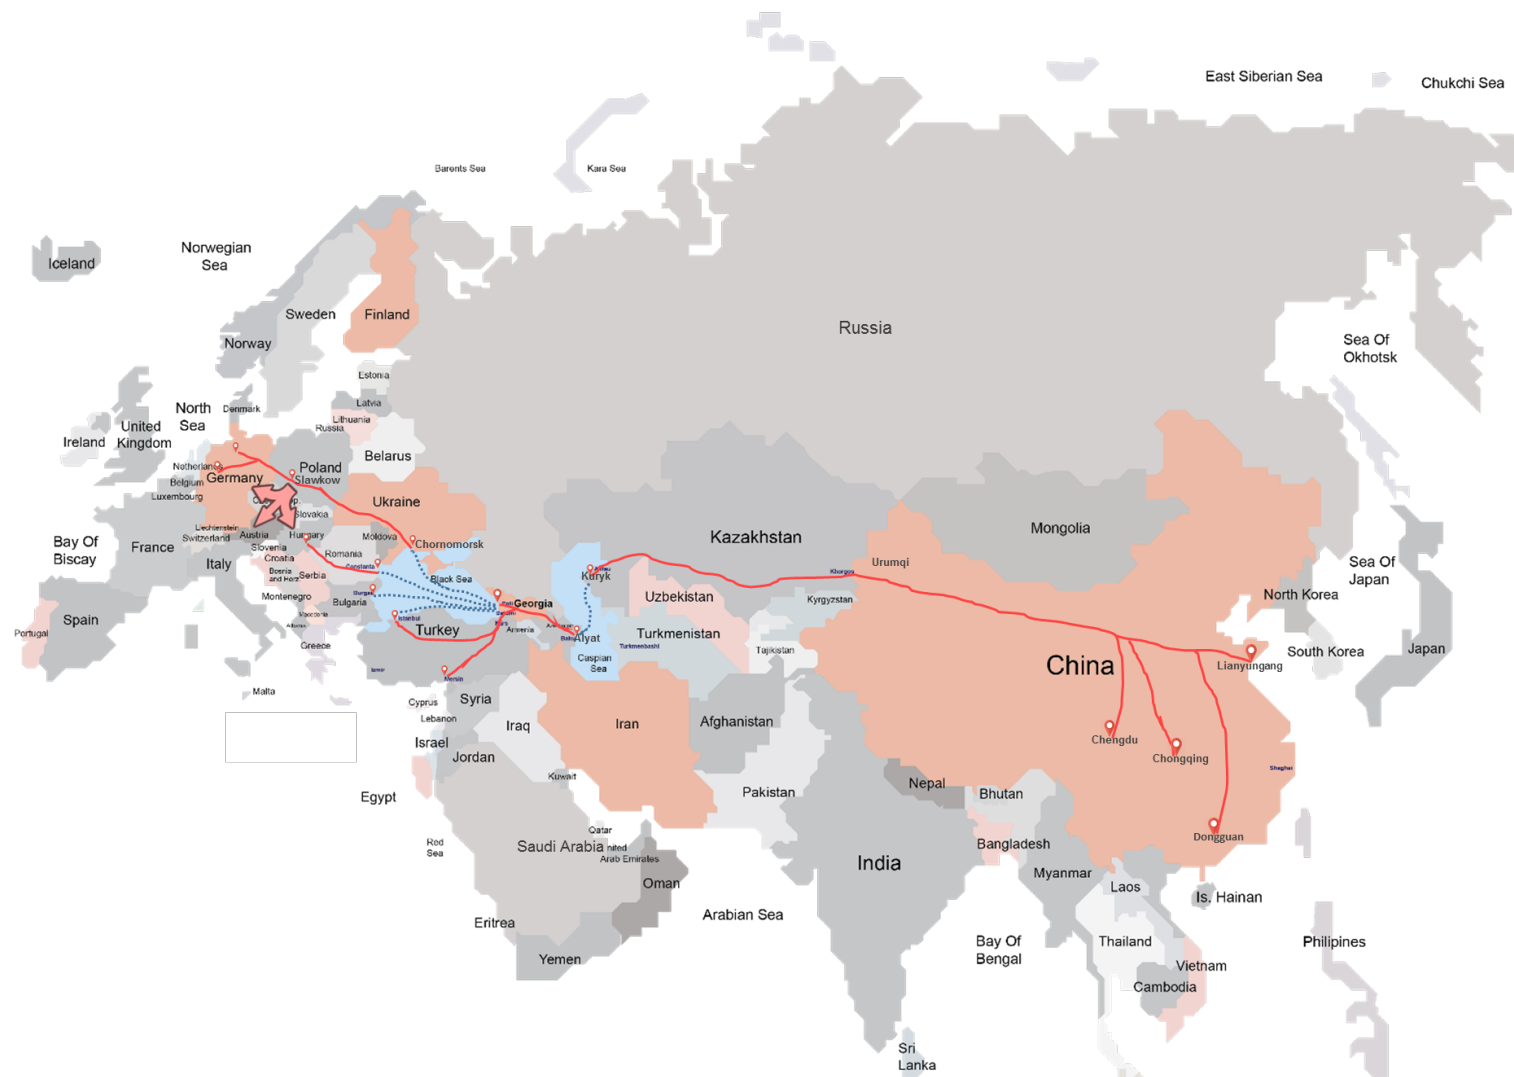 East Siberian Sea
Chukchi Sea
Barents Sea
Kara Sea
Norwegian
Sea
Iceland
Sweden
Finland
Norway
Russia
Sea Of
Okhotsk
Estonia
Latvia
Denmark
North
Sea
Lithuania
Russia
United
Kingdom
Ireland
Belarus
Netherlands
Poland
Germany
Slawkow
Belgium
Luxembourg
Ukraine
Slovakia
Liechtenstein
Switzerland
Austria
Hungary
Moldova
Chornomorsk
Bay Of
Biscay
France
Slovenia
Croatia
Romania
Italy
Constanta
Bosnia
and Herz
Serbia
Black Sea
Montenegro
Burgas
Bulgaria
Macedonia
Istanbul
Albania
Georgia
Spain
Portugal
Greece
Turkey
Armenia
Kars
Baku
Alyat
Izmir
Mersin
Malta
Caspian
Sea
Kuryk
Kazakhstan
Khorgos
Urumqi
Mongolia
Uzbekistan
Kyrgyzstan
Turkmenistan
Turkmenbashi
Tajikistan
Sea Of
Japan
North Korea
South Korea
Japan
China
Lianyungang
Cyprus
Syria
Lebanon
Iraq
Iran
Afghanistan
Israel
Jordan
Chengdu
Chongqing
Kuwait
Egypt
Pakistan
Nepal
Bhutan
Shaghai
Qatar
Red
Sea
Saudi Arabia
nited
Arab Emirates
Bangladesh
Dongguan
India
Myanmar
Oman
Laos
Is. Hainan
Eritrea
Arabian Sea
Yemen
Bay Of
Bengal
Thailand
Philipines
Vietnam
Cambodia
Sri
Lanka